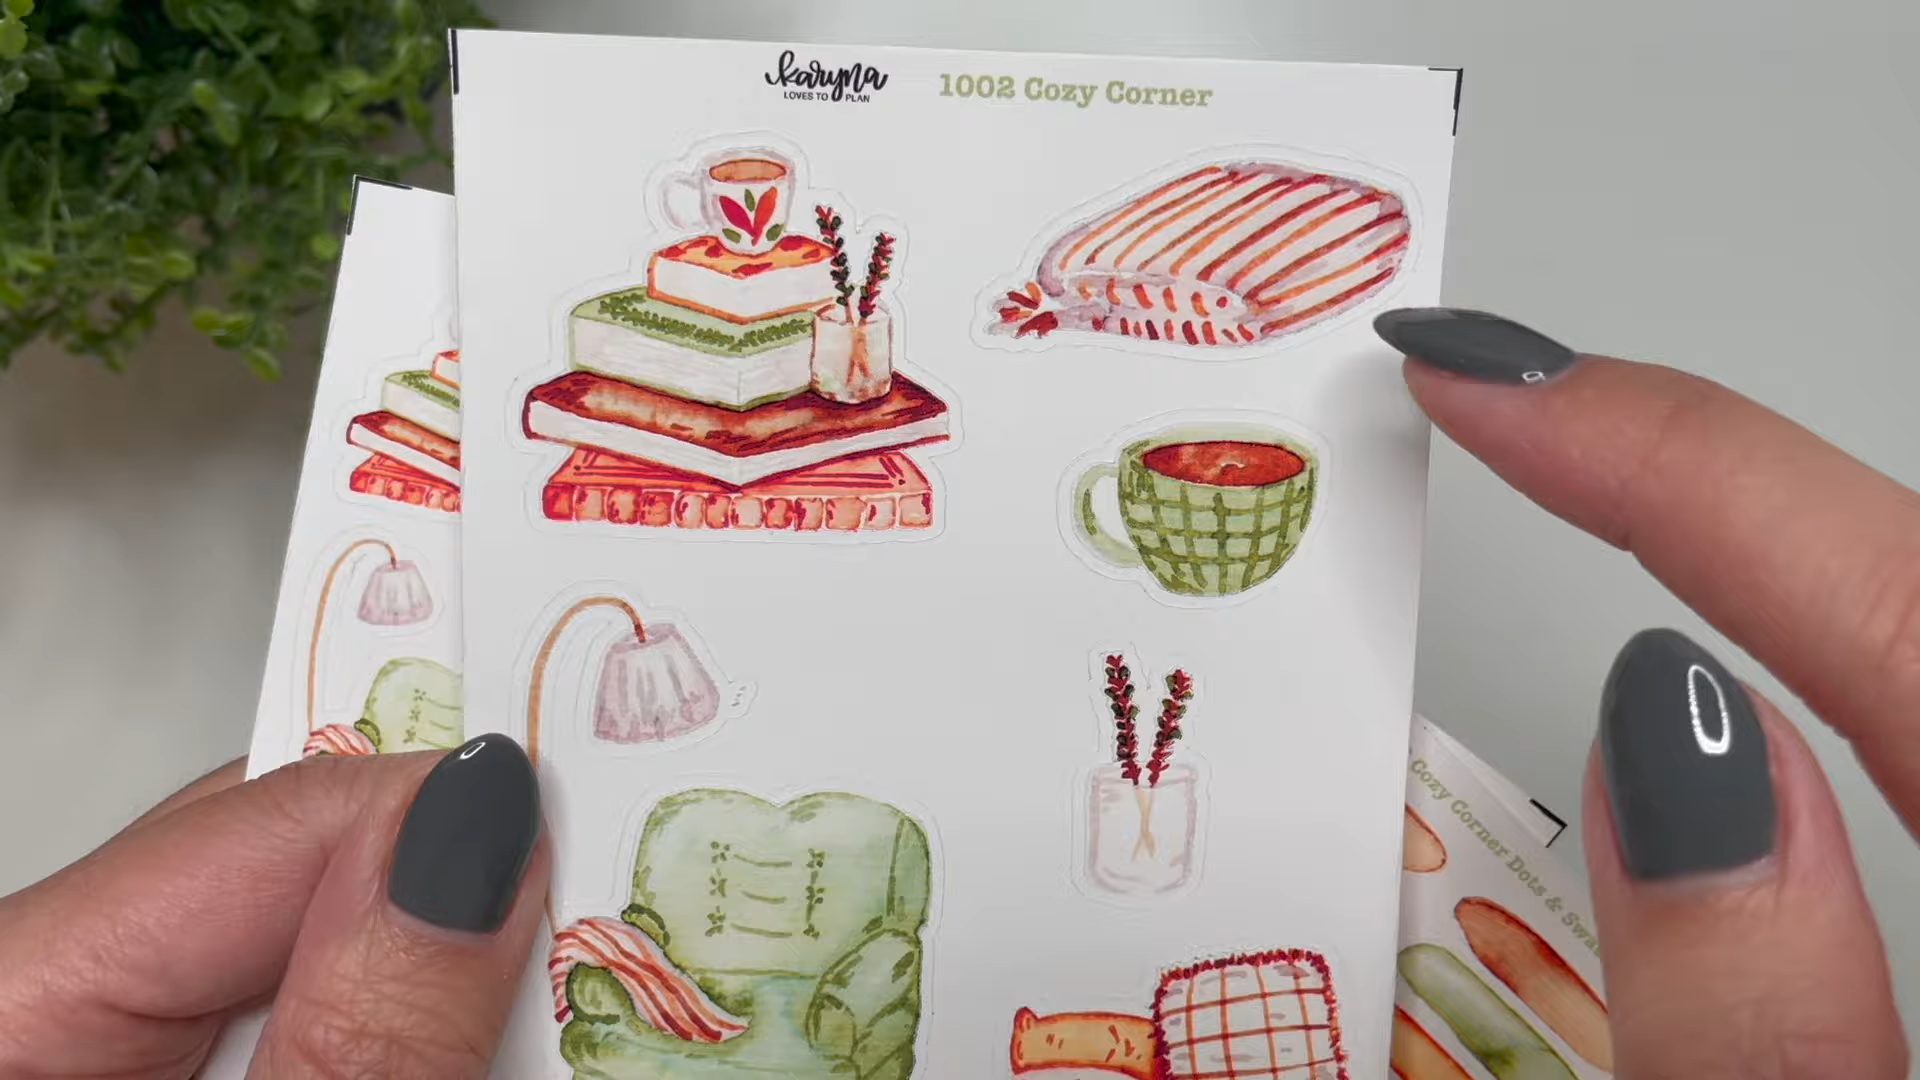 karyna
LOVES TO PLAN
1002 Cozy Corner
Cozy Corner Dots &